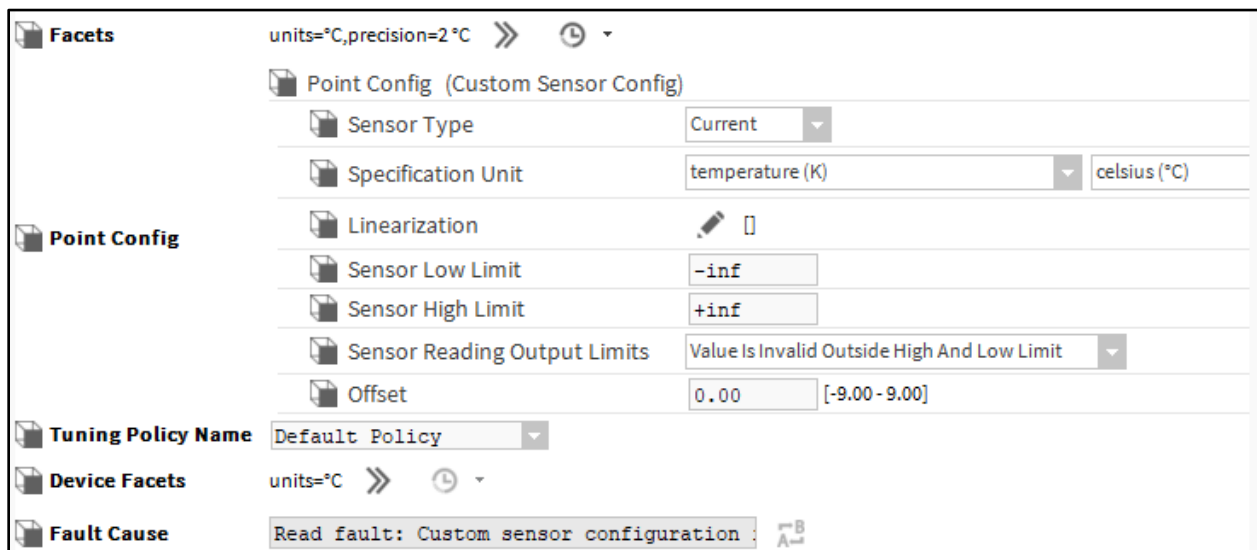 Facets units=°C,precision=2 °C
Point Config (Custom Sensor Config)
Sensor Type Current
Specification Unit temperature (K) celsius (°C)
Point Config
Linearization []
Sensor Low Limit -inf
Sensor High Limit +inf
Sensor Reading Output Limits Value Is Invalid Outside High And Low Limit
Offset 0.00 [-9.00 - 9.00]
Tuning Policy Name Default Policy
Device Facets units=°C
Fault Cause Read fault: Custom sensor configuration